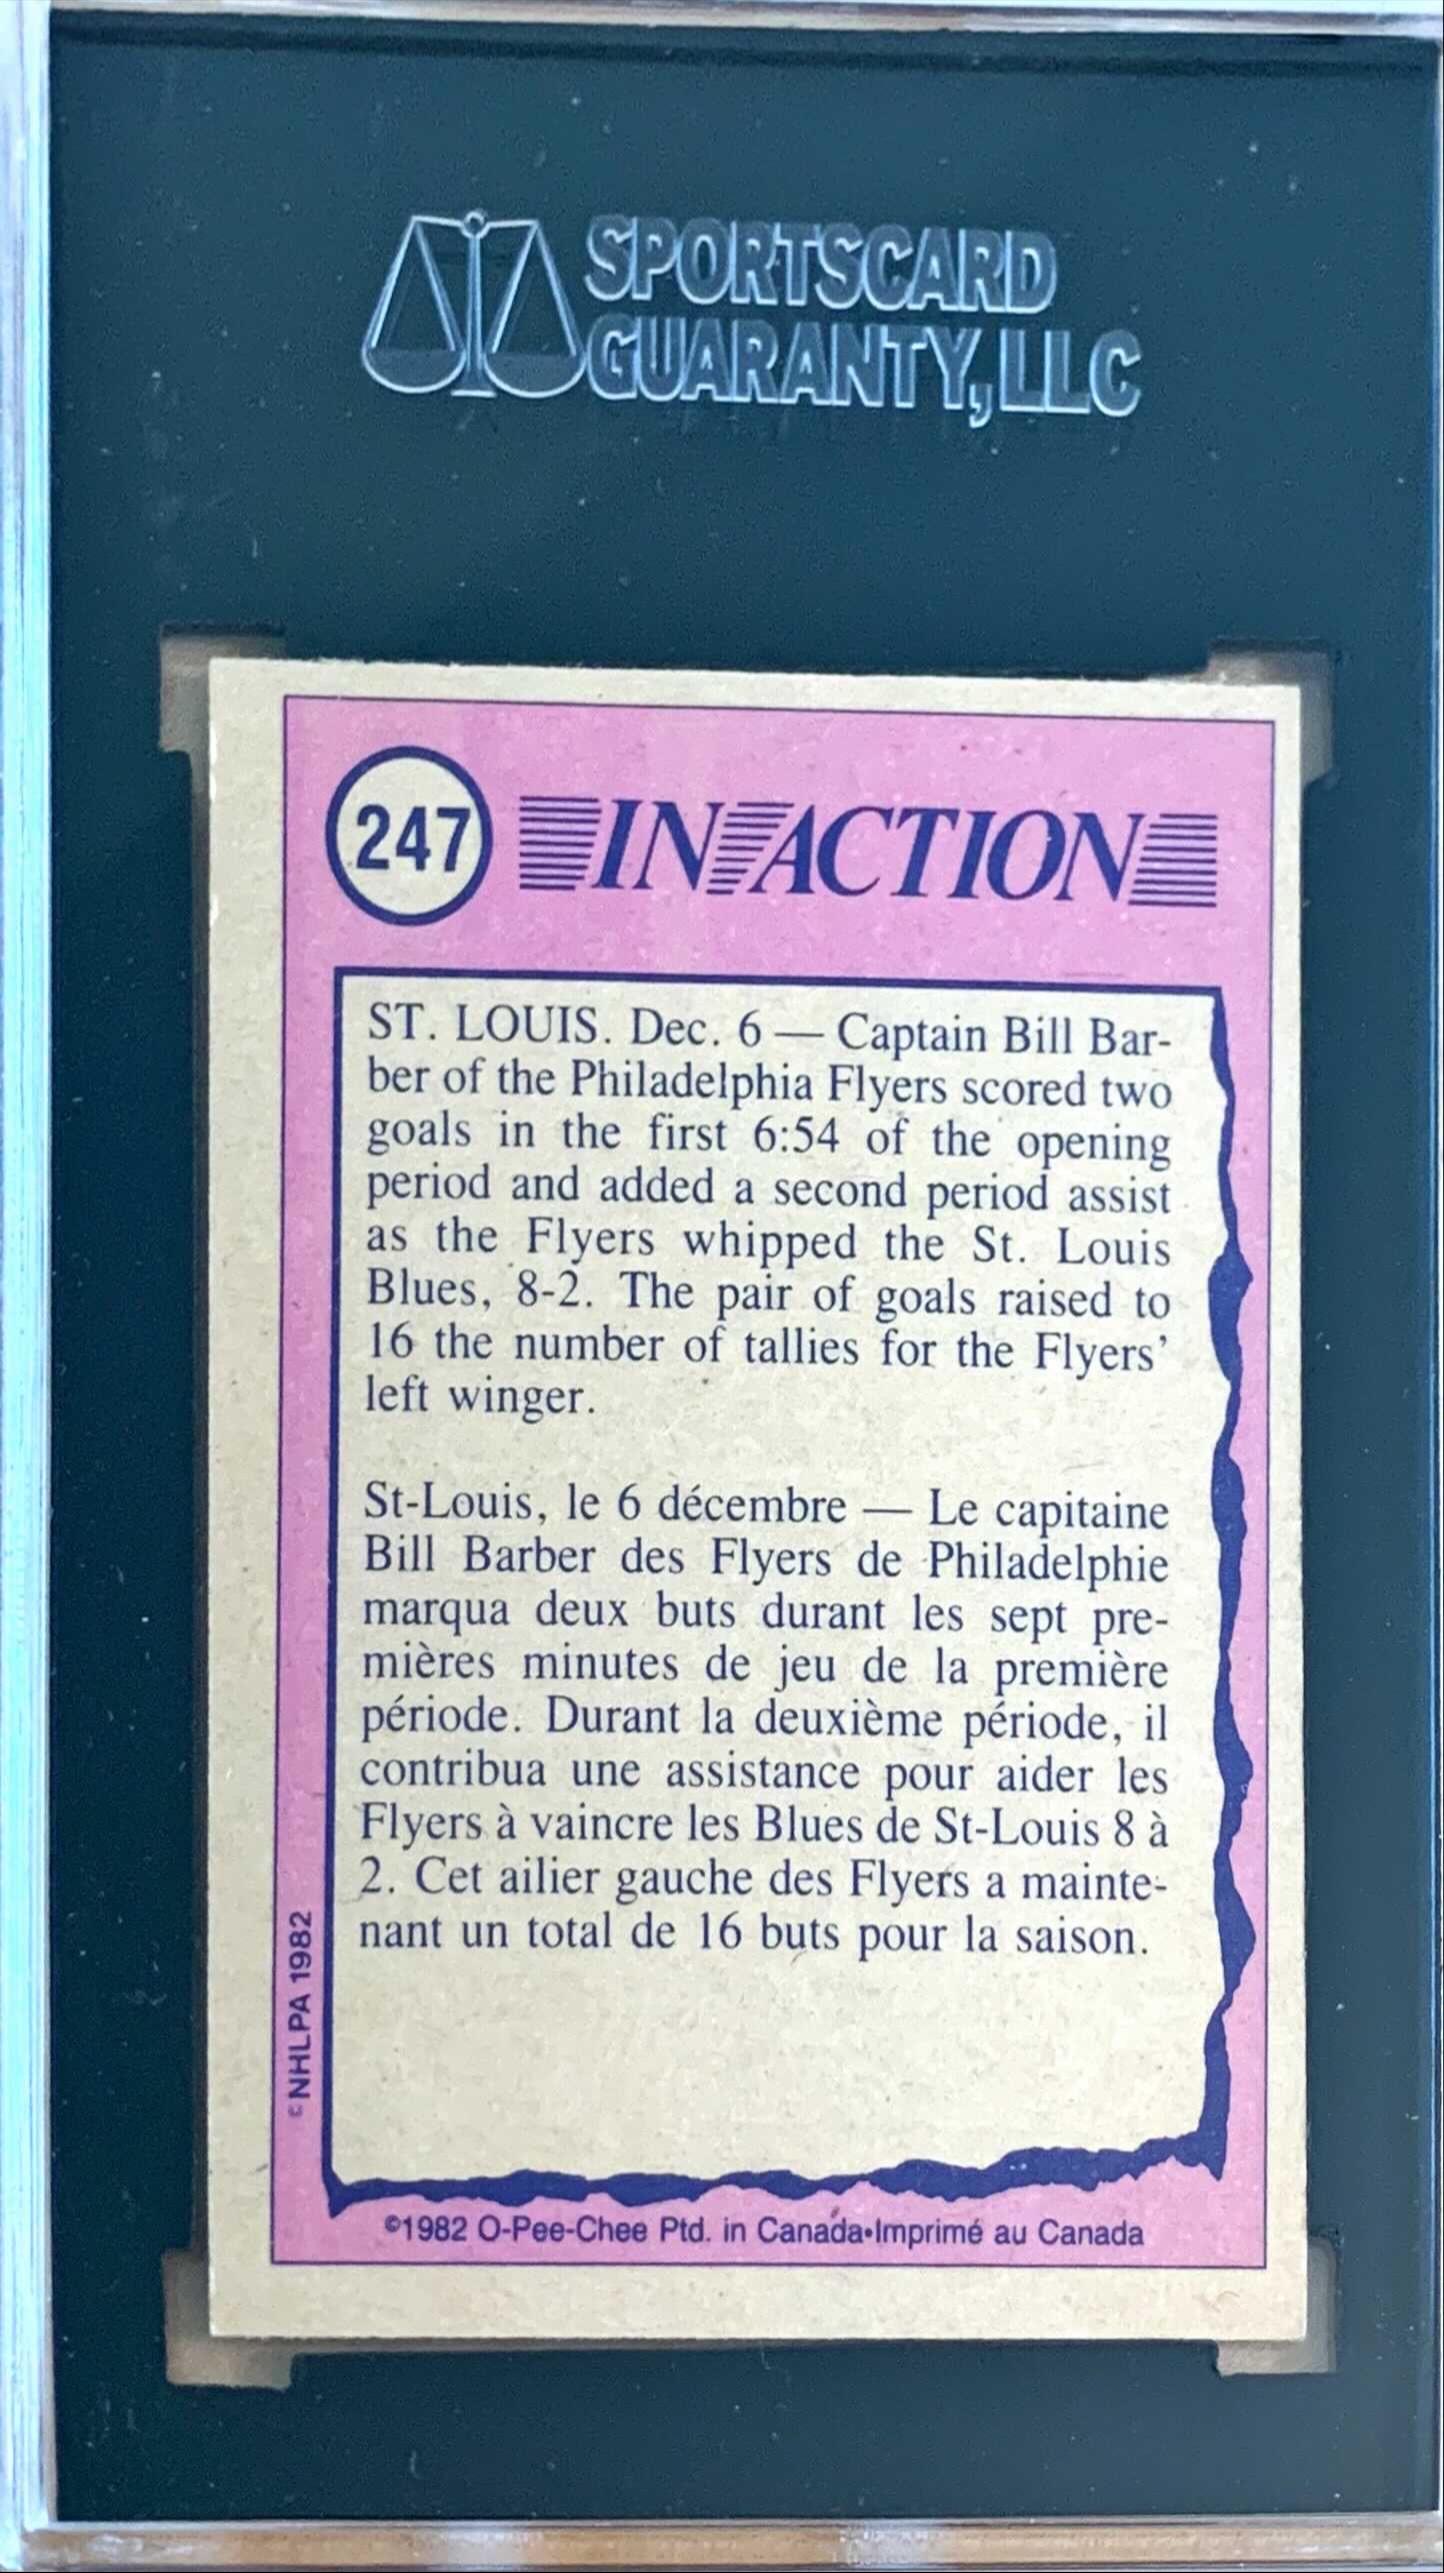 SPORTSCARD
GUARANTY, LLC
247 IN ACTION
ST. LOUIS. Dec. 6 — Captain Bill Bar-
ber of the Philadelphia Flyers scored two
goals in the first 6:54 of the opening
period and added a second period assist
as the Flyers whipped the St. Louis
Blues, 8-2. The pair of goals raised to
16 the number of tallies for the Flyers'
left winger.
St-Louis, le 6 décembre — Le capitaine
Bill Barber des Flyers de Philadelphie
marqua deux buts durant les sept pre-
mières minutes de jeu de la première
période. Durant la deuxième période, il
contribua une assistance pour aider les
Flyers à vaincre les Blues de St-Louis 8 à
2. Cet ailier gauche des Flyers a mainte-
nant un total de 16 buts pour la saison.
©NHLPA 1982
©1982 O-Pee-Chee Ptd. in Canada•Imprimé au Canada